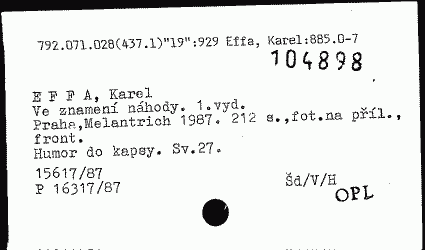 792.071.028(437.1)"19":929 Effa, Karel:885.0-7
104898
E F F A, Karel
Ve znamení náhody. 1.vyd.
Praha,Melantrich 1987. 212 s.,fot.na příl.,
front.
Humor do kapsy. Sv.27.
15617/87
P 16317/87
Šd/V/H
OPL